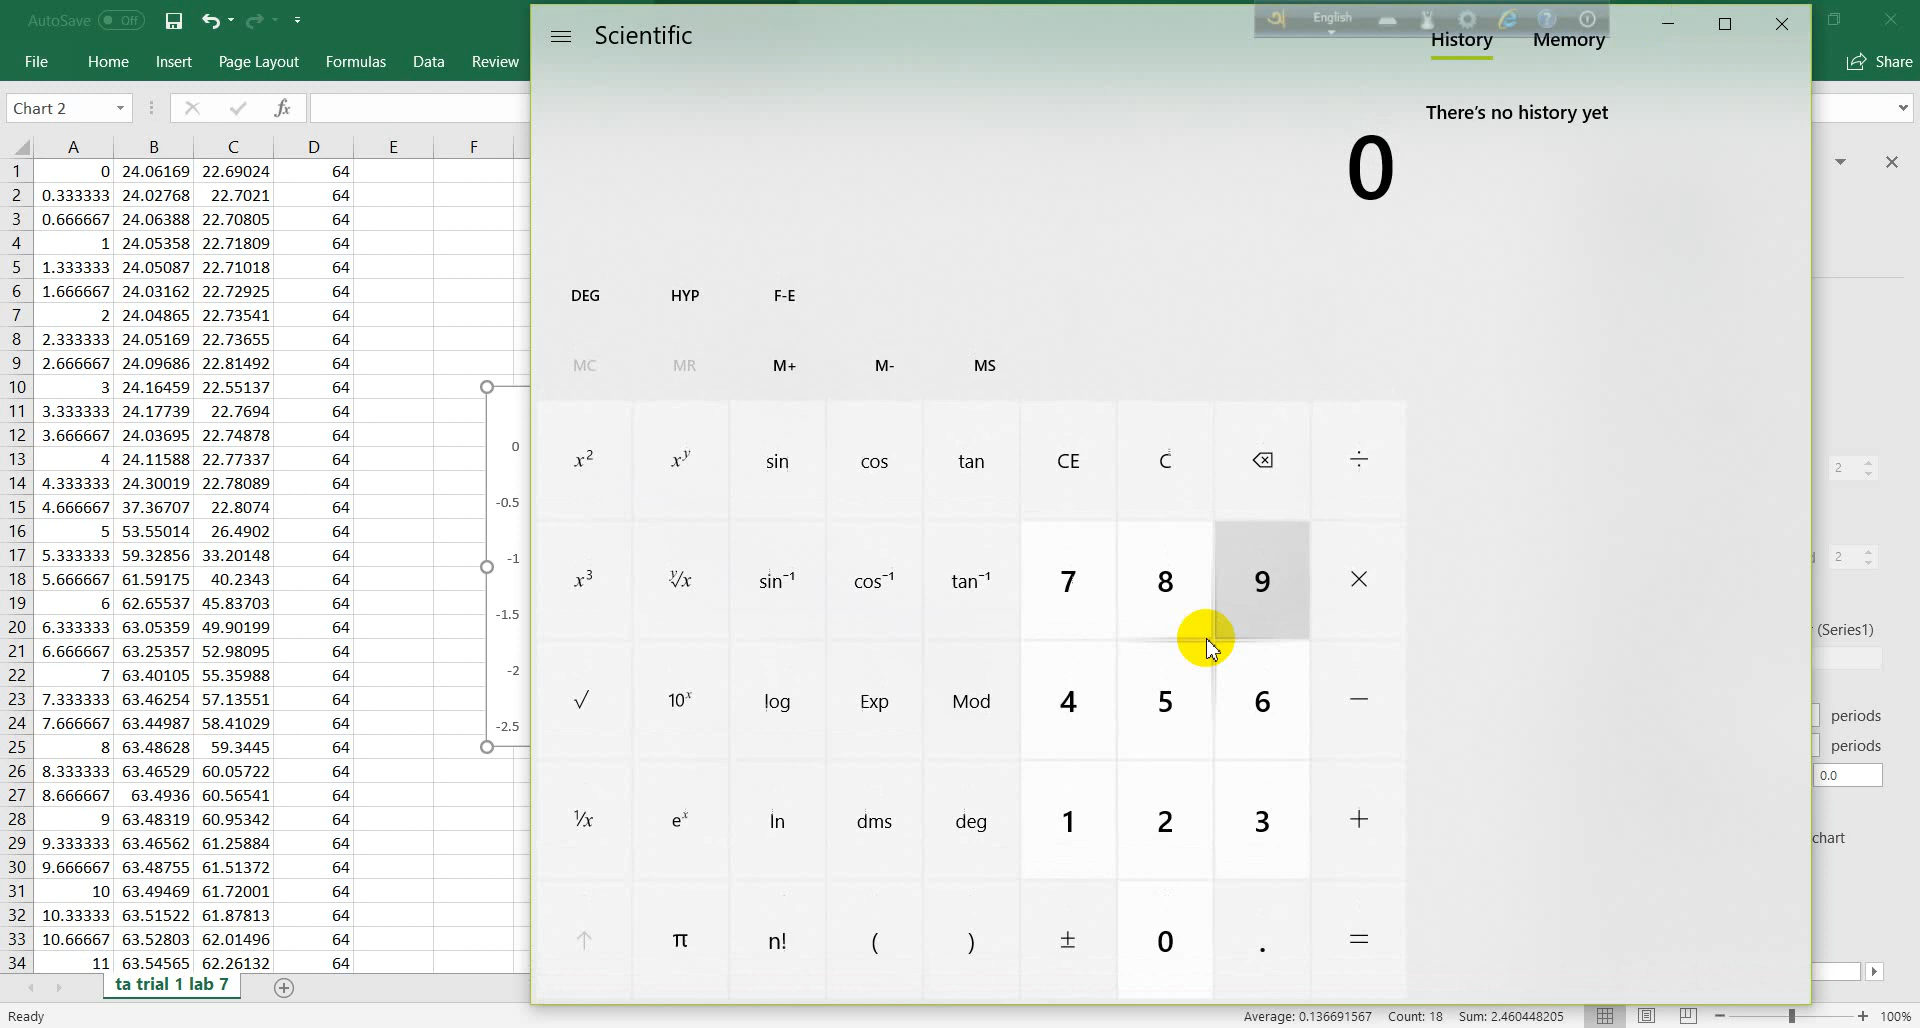 AutoSave Off
File Home Insert Page Layout Formulas Data Review
Share
Chart 2
fx
A B C D E F
1 0 24.06169 22.69024 64
2 0.333333 24.02768 22.7021 64
3 0.666667 24.06388 22.70805 64
4 1 24.05358 22.71809 64
5 1.333333 24.05087 22.71018 64
6 1.666667 24.03162 22.72925 64
7 2 24.04865 22.73541 64
8 2.333333 24.05169 22.73655 64
9 2.666667 24.09686 22.81492 64
10 3 24.16459 22.55137 64
11 3.333333 24.17739 22.7694 64
12 3.666667 24.03695 22.74878 64
13 4 24.11588 22.77337 64
14 4.333333 24.30019 22.78089 64
15 4.666667 37.36707 22.8074 64
16 5 53.55014 26.4902 64
17 5.333333 59.32856 33.20148 64
18 5.666667 61.59175 40.2343 64
19 6 62.65537 45.83703 64
20 6.333333 63.05359 49.90199 64
21 6.666667 63.25357 52.98095 64
22 7 63.40105 55.35988 64
23 7.333333 63.46254 57.13551 64
24 7.666667 63.44987 58.41029 64
25 8 63.48628 59.3445 64
26 8.333333 63.46529 60.05722 64
27 8.666667 63.4936 60.56541 64
28 9 63.48319 60.95342 64
29 9.333333 63.46562 61.25884 64
30 9.666667 63.48755 61.51372 64
31 10 63.49469 61.72001 64
32 10.33333 63.51522 61.87813 64
33 10.66667 63.52803 62.01496 64
34 11 63.54565 62.26132 64
0
-0.5
-1
-1.5
-2
-2.5
ta trial 1 lab 7
Ready
Scientific
English
History Memory
There's no history yet
0
DEG HYP F-E
MC MR M+ M- MS
x² xʸ sin cos tan CE C ÷
x³ ʸ√x sin⁻¹ cos⁻¹ tan⁻¹ 7 8 9 ×
√ 10ˣ log Exp Mod 4 5 6 −
¹/x eˣ ln dms deg 1 2 3 +
↑ π n! ( ) ± 0 . =
2
2
(Series1)
periods
periods
0.0
chart
Average: 0.136691567 Count: 18 Sum: 2.460448205
− + 100%